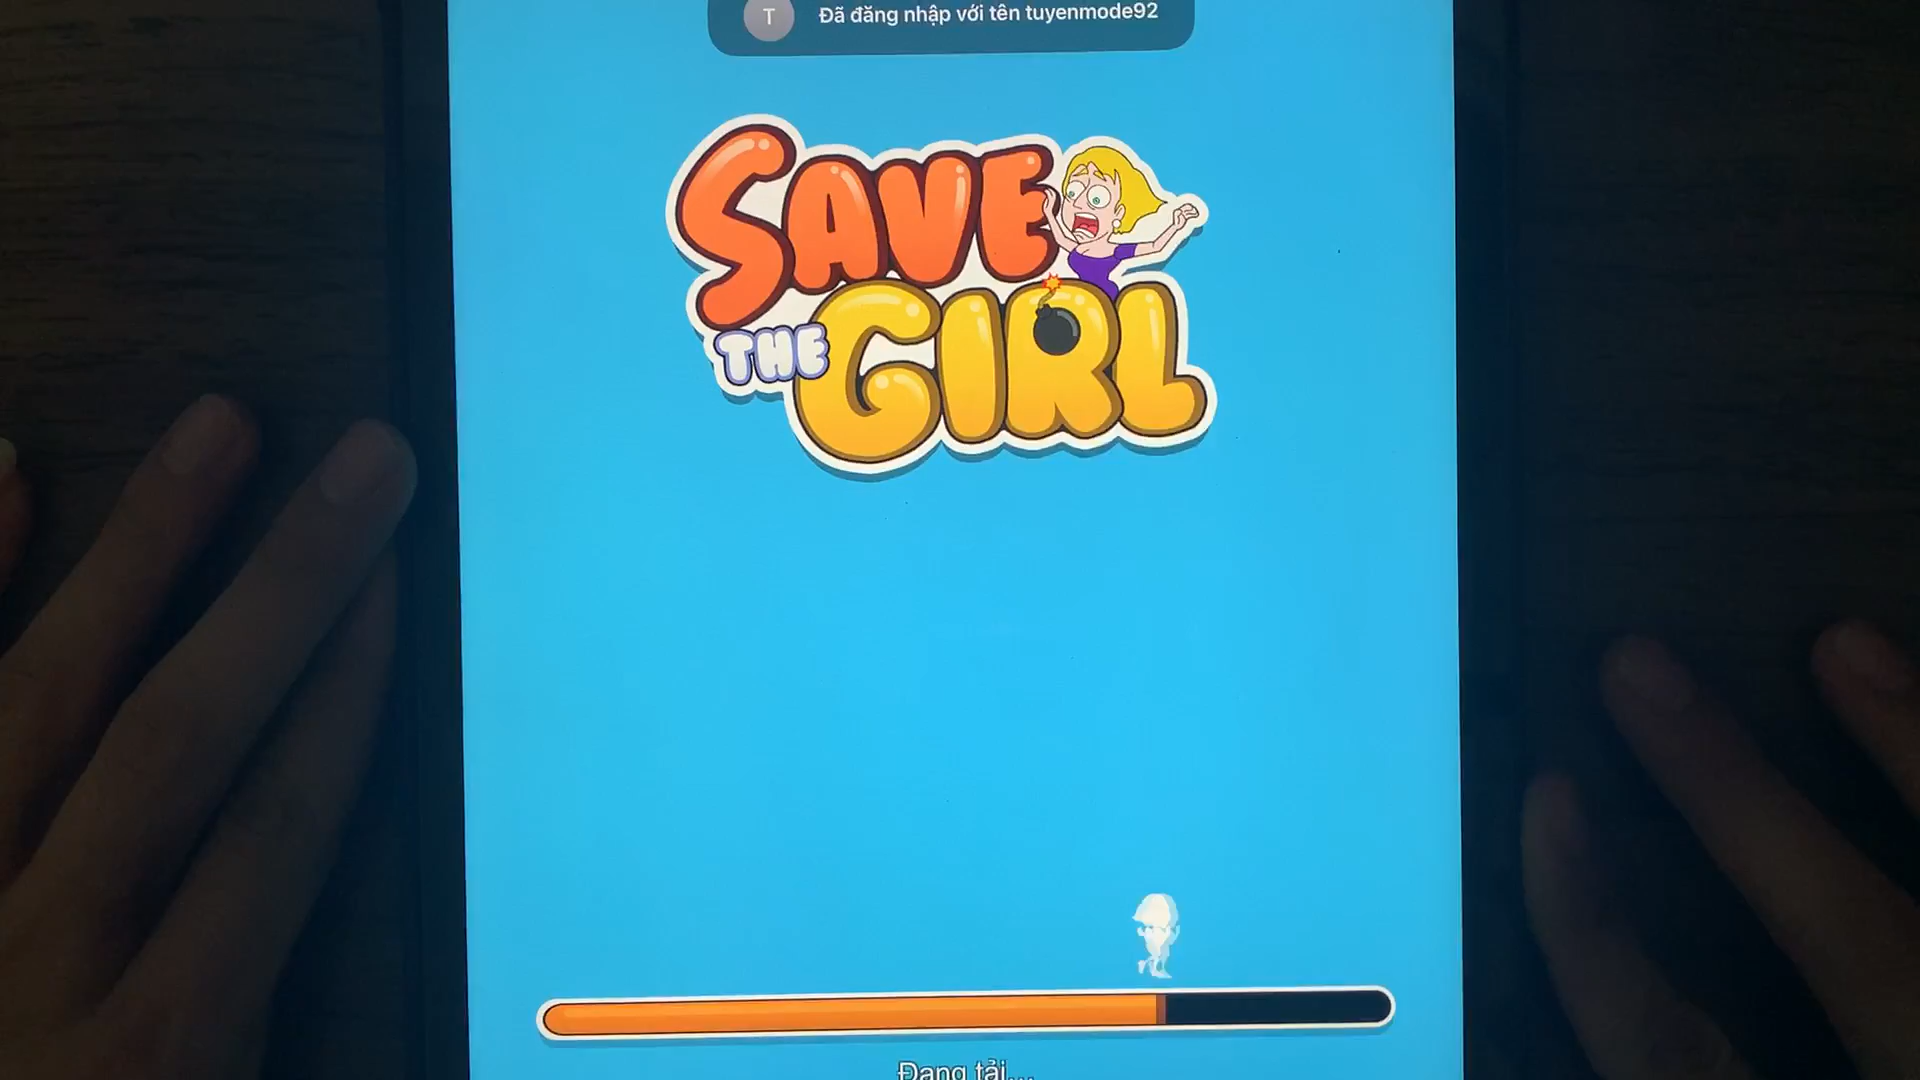 T
Đã đăng nhập với tên tuyenmode92
SAVE
THE GIRL
Đang tải...